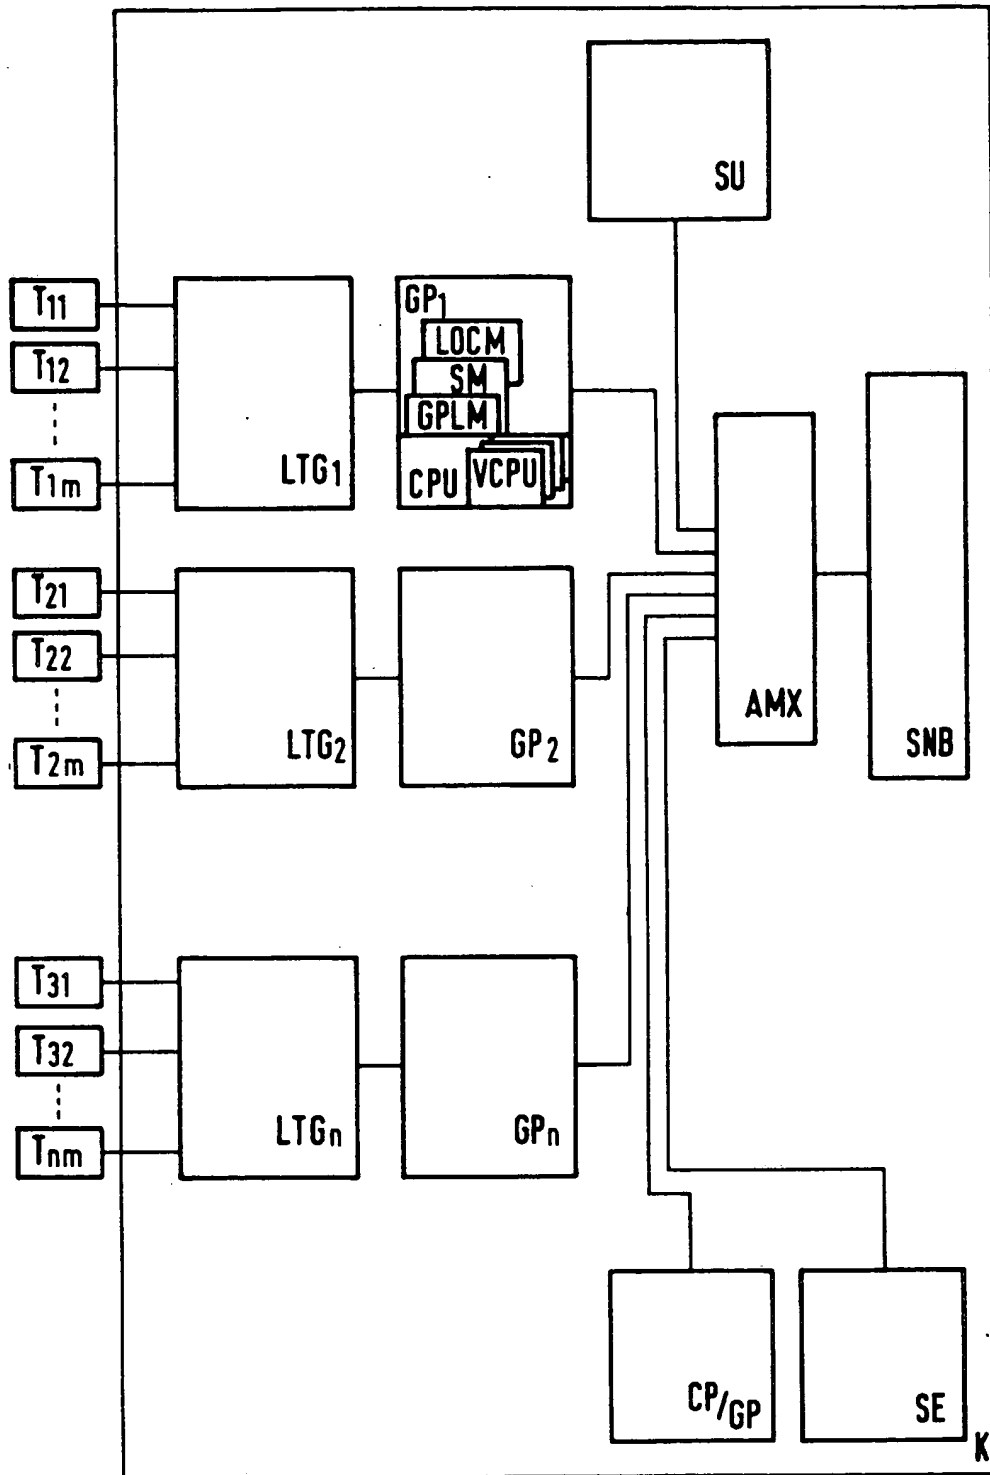 SU
T11
T12
T1m
LTG1
GP1
LOCM
SM
GPLM
CPU
VCPU
T21
T22
T2m
LTG2
GP2
AMX
SNB
T31
T32
Tnm
LTGn
GPn
CP/GP
SE
K